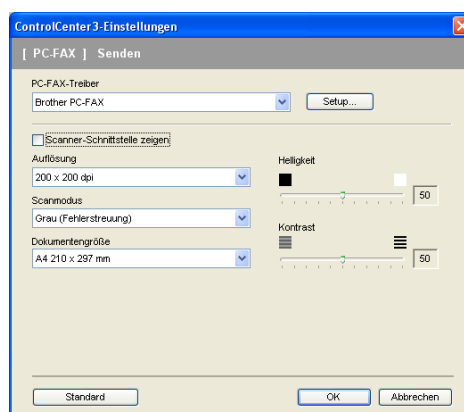 ControlCenter3-Einstellungen
[ PC-FAX ] Senden
PC-FAX-Treiber
Brother PC-FAX
Setup...
Scanner-Schnittstelle zeigen
Auflösung
200 x 200 dpi
Scanmodus
Grau (Fehlerstreuung)
Dokumentengröße
A4 210 x 297 mm
Helligkeit
50
Kontrast
50
Standard
OK
Abbrechen